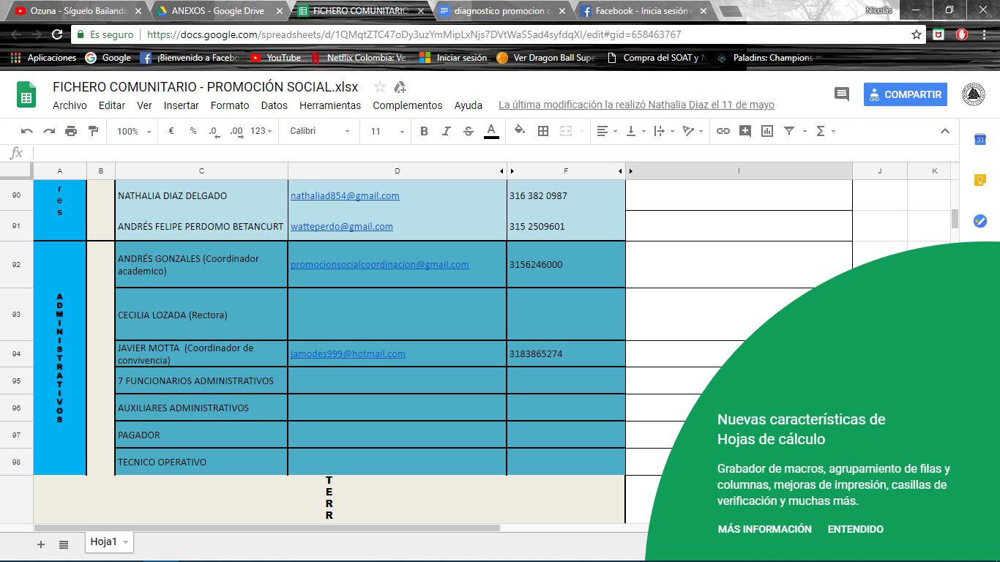 Ozuna - Síguelo Bailando
ANEXOS - Google Drive
FICHERO COMUNITARIO
diagnostico promocion
Facebook - Inicia sesión
Nicolás
Es seguro
https://docs.google.com/spreadsheets/d/1QMqtZTC47oDy3uzYmMipLxNjs7DVtWaS5ad4syfdqXI/edit#gid=658463767
Aplicaciones
Google
¡Bienvenido a Faceb
YouTube
Netflix Colombia: Ve
Iniciar sesión
Ver Dragon Ball Supe
Compra del SOAT y
Paladins: Champions
FICHERO COMUNITARIO - PROMOCIÓN SOCIAL.xlsx
COMPARTIR
Archivo Editar Ver Insertar Formato Datos Herramientas Complementos Ayuda La última modificación la realizó Nathalia Diaz el 11 de mayo
100% € % .0 .00 123 Calibri 11 B I S A Σ
fx
A B C D F I J K
res
90 NATHALIA DIAZ DELGADO nathaliad854@gmail.com 316 382 0987
91 ANDRÉS FELIPE PERDOMO BETANCURT watteperdo@gmail.com 315 2509601
ADMINISTRATIVOS
92 ANDRÉS GONZALES (Coordinador
academico) promocionsocialcoordinacion@gmail.com 3156246000
93 CECILIA LOZADA (Rectora)
94 JAVIER MOTTA (Coordinador de
convivencia) jamodes999@hotmail.com 3183865274
95 7 FUNCIONARIOS ADMINISTRATIVOS
96 AUXILIARES ADMINISTRATIVOS
97 PAGADOR
98 TECNICO OPERATIVO
TERR
Nuevas características de
Hojas de cálculo
Grabador de macros, agrupamiento de filas y
columnas, mejoras de impresión, casillas de
verificación y muchas más.
MÁS INFORMACIÓN ENTENDIDO
Hoja1